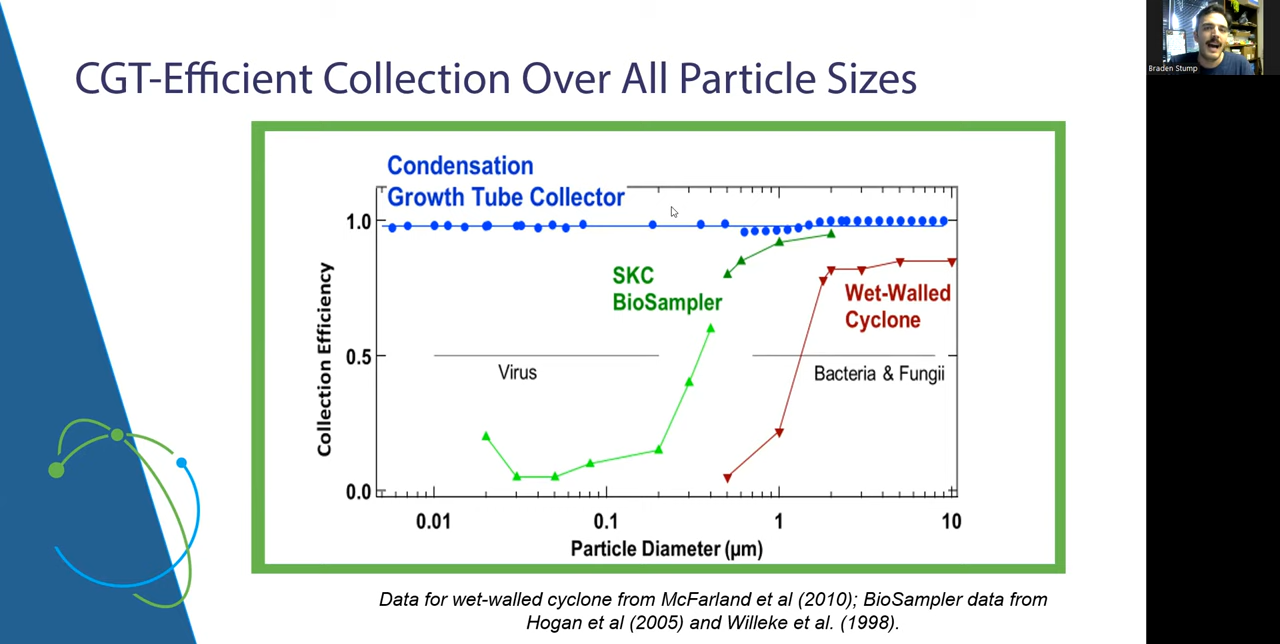 CGT-Efficient Collection Over All Particle Sizes
Braden Stump
Condensation
Growth Tube Collector
1.0
SKC
BioSampler
Wet-Walled
Cyclone
Collection Efficiency
0.5
Virus
Bacteria & Fungii
0.0
0.01
0.1
1
10
Particle Diameter (µm)
Data for wet-walled cyclone from McFarland et al (2010); BioSampler data from
Hogan et al (2005) and Willeke et al. (1998).